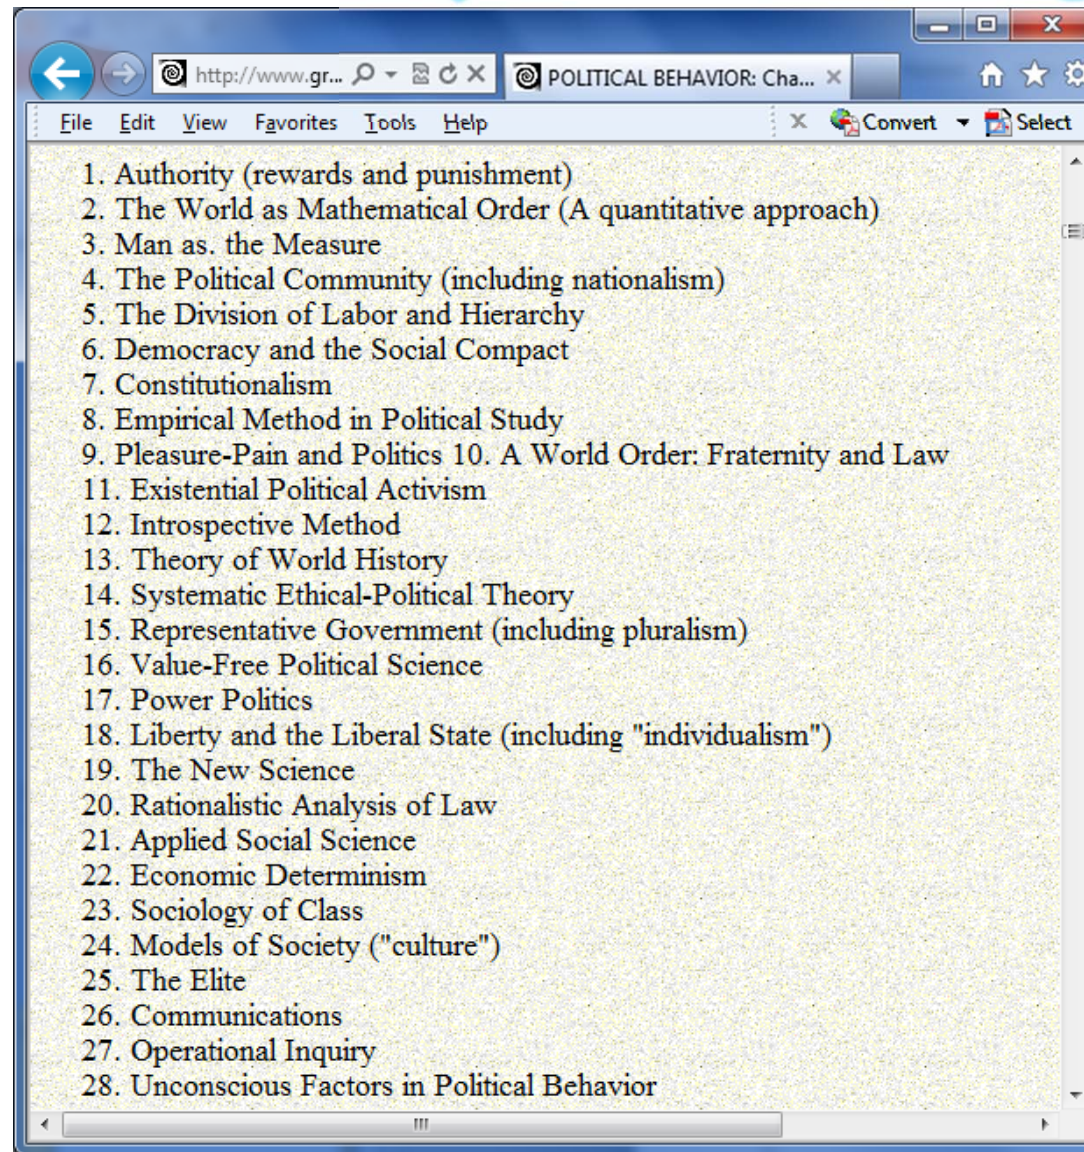 http://www.gr...
POLITICAL BEHAVIOR: Cha...
File Edit View Favorites Tools Help
Convert Select
1. Authority (rewards and punishment)
2. The World as Mathematical Order (A quantitative approach)
3. Man as. the Measure
4. The Political Community (including nationalism)
5. The Division of Labor and Hierarchy
6. Democracy and the Social Compact
7. Constitutionalism
8. Empirical Method in Political Study
9. Pleasure-Pain and Politics 10. A World Order: Fraternity and Law
11. Existential Political Activism
12. Introspective Method
13. Theory of World History
14. Systematic Ethical-Political Theory
15. Representative Government (including pluralism)
16. Value-Free Political Science
17. Power Politics
18. Liberty and the Liberal State (including "individualism")
19. The New Science
20. Rationalistic Analysis of Law
21. Applied Social Science
22. Economic Determinism
23. Sociology of Class
24. Models of Society ("culture")
25. The Elite
26. Communications
27. Operational Inquiry
28. Unconscious Factors in Political Behavior